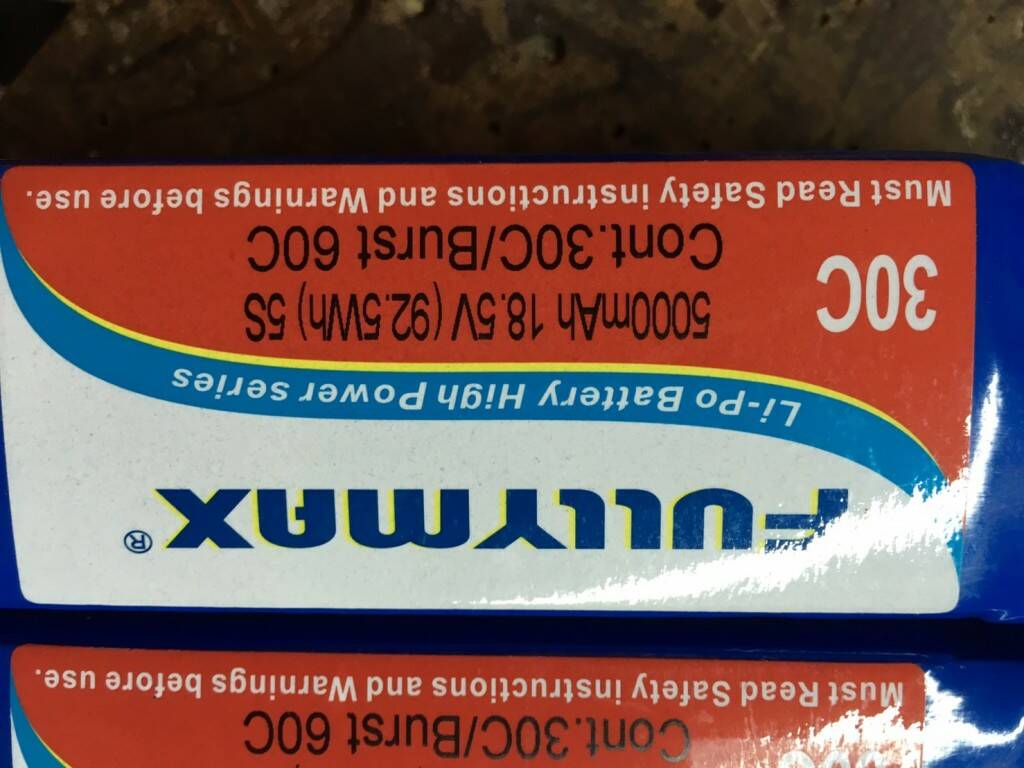 FULLYMAX®
Li-Po Battery High Power series
5000mAh 18.5V (92.5Wh) 5S
30C
Cont.30C/Burst 60C
Must Read Safety instructions and Warnings before use.
Cont.30C/Burst 60C
Must Read Safety instructions and Warnings before use.